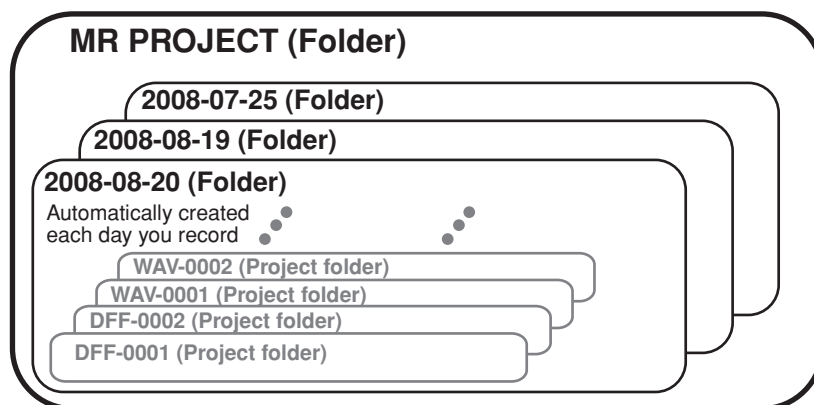 MR PROJECT (Folder)
2008-07-25 (Folder)
2008-08-19 (Folder)
2008-08-20 (Folder)
Automatically created
each day you record
WAV-0002 (Project folder)
WAV-0001 (Project folder)
DFF-0002 (Project folder)
DFF-0001 (Project folder)